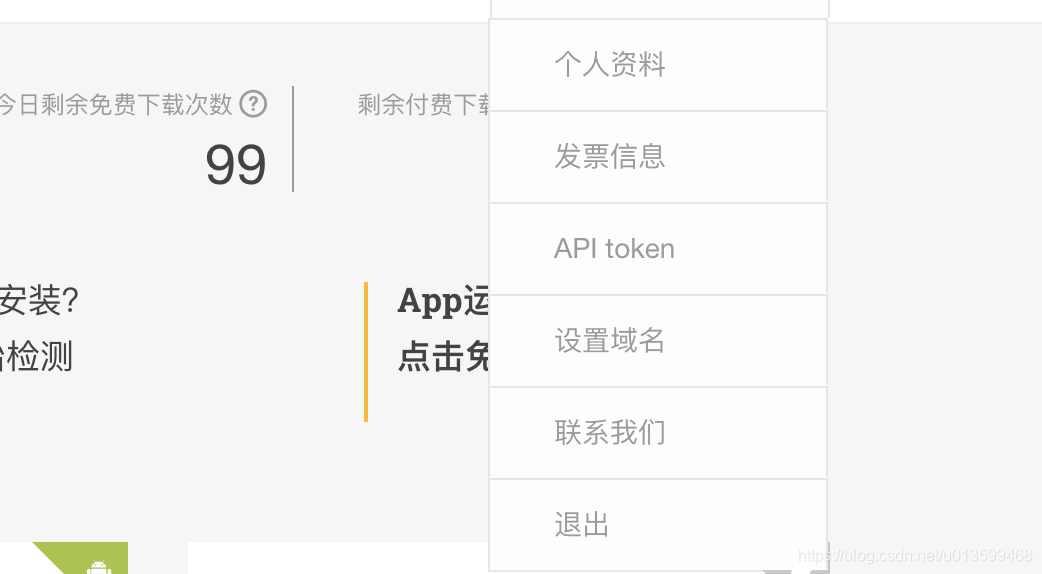 个人资料
今日剩余免费下载次数 ?
剩余付费下载
99
发票信息
API token
安装?
App运
检测
点击免
设置域名
联系我们
退出
https://blog.csdn.net/u013599468